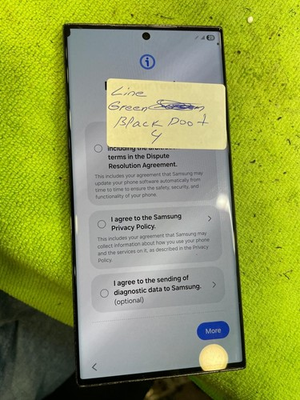 Line
Green
Black Doot
4
including the arbitration
terms in the Dispute
Resolution Agreement.
This includes your agreement that Samsung may
update your phone software automatically from
time to time to ensure the safety, security, and
functionality of your phone.
I agree to the Samsung
Privacy Policy.
This includes your agreement that Samsung may
collect information about how you use your phone
and the services on it, as described in the Privacy
Policy.
I agree to the sending of
diagnostic data to Samsung.
(optional)
More